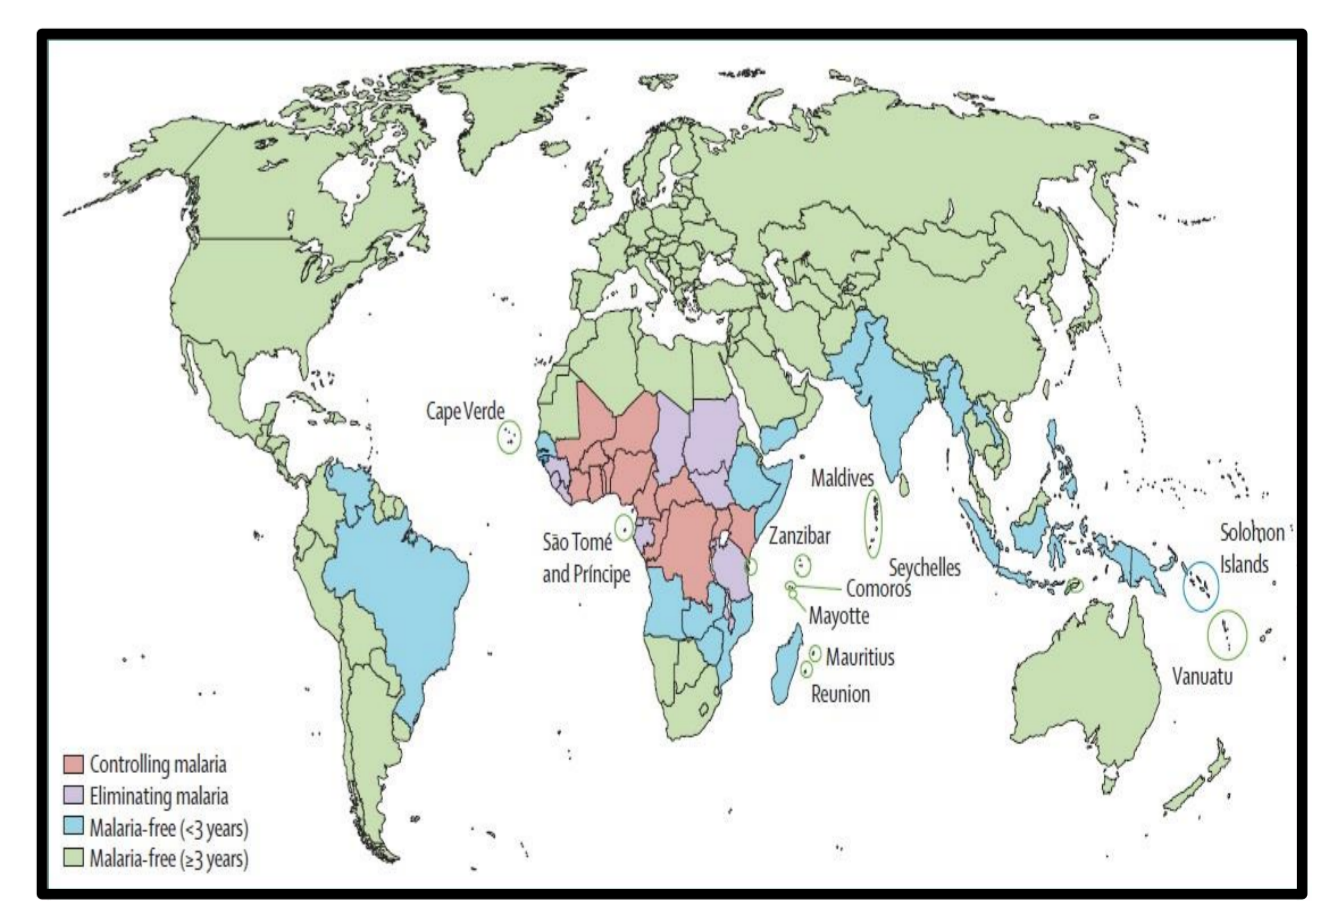 Cape Verde
Maldives
São Tomé
and Príncipe
Zanzibar
Seychelles
Comoros
Mayotte
Mauritius
Reunion
Solomon
Islands
Vanuatu
Controlling malaria
Eliminating malaria
Malaria-free (<3 years)
Malaria-free (≥3 years)